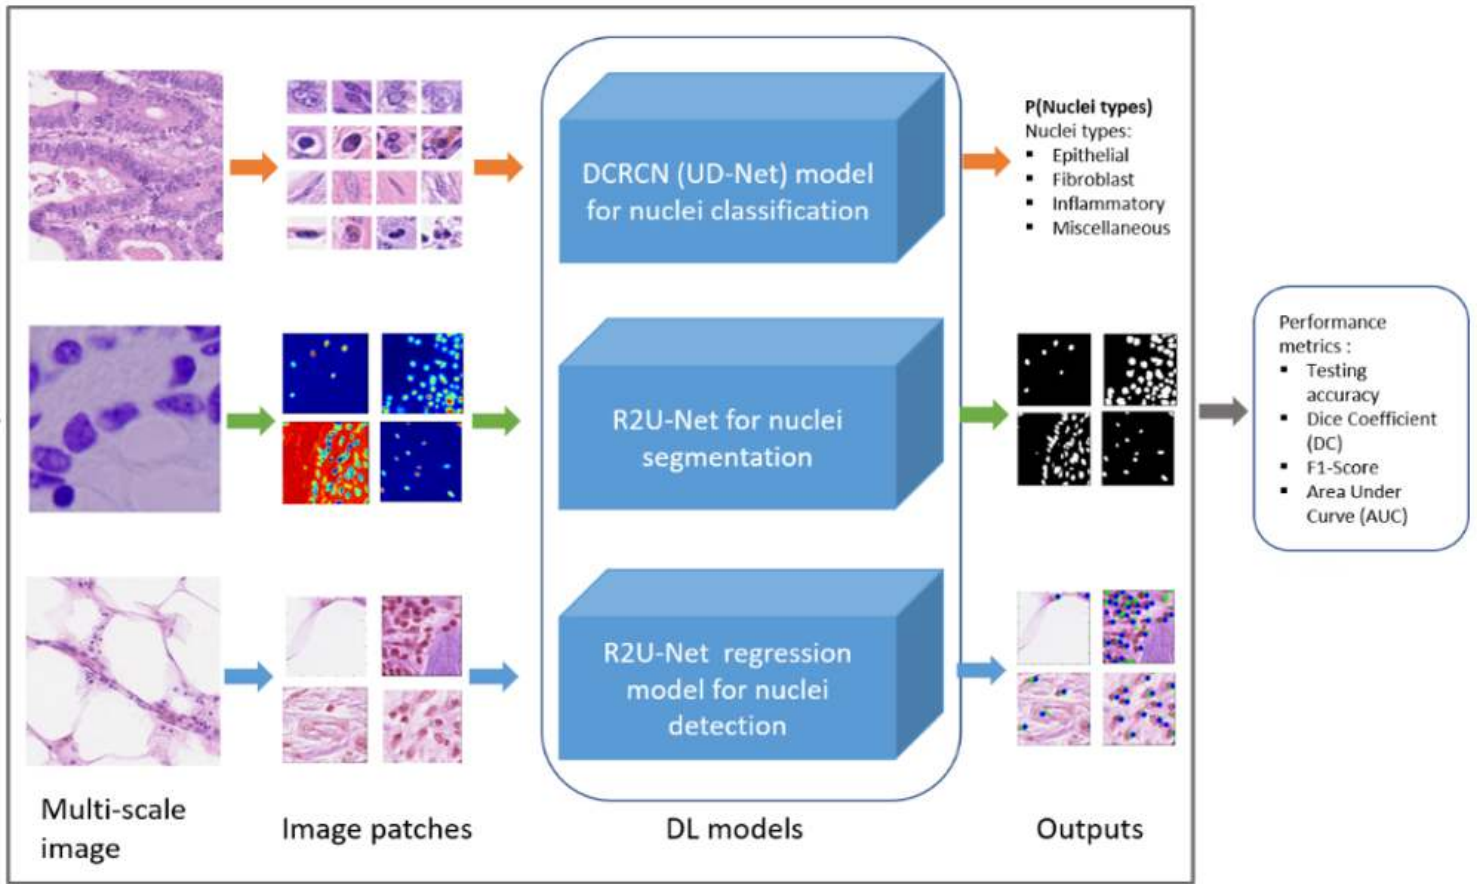 P(Nuclei types)
Nuclei types:
▪ Epithelial
▪ Fibroblast
▪ Inflammatory
▪ Miscellaneous
DCRCN (UD-Net) model
for nuclei classification
R2U-Net for nuclei
segmentation
R2U-Net regression
model for nuclei
detection
Performance
metrics :
▪ Testing
accuracy
▪ Dice Coefficient
(DC)
▪ F1-Score
▪ Area Under
Curve (AUC)
Multi-scale
image
Image patches
DL models
Outputs